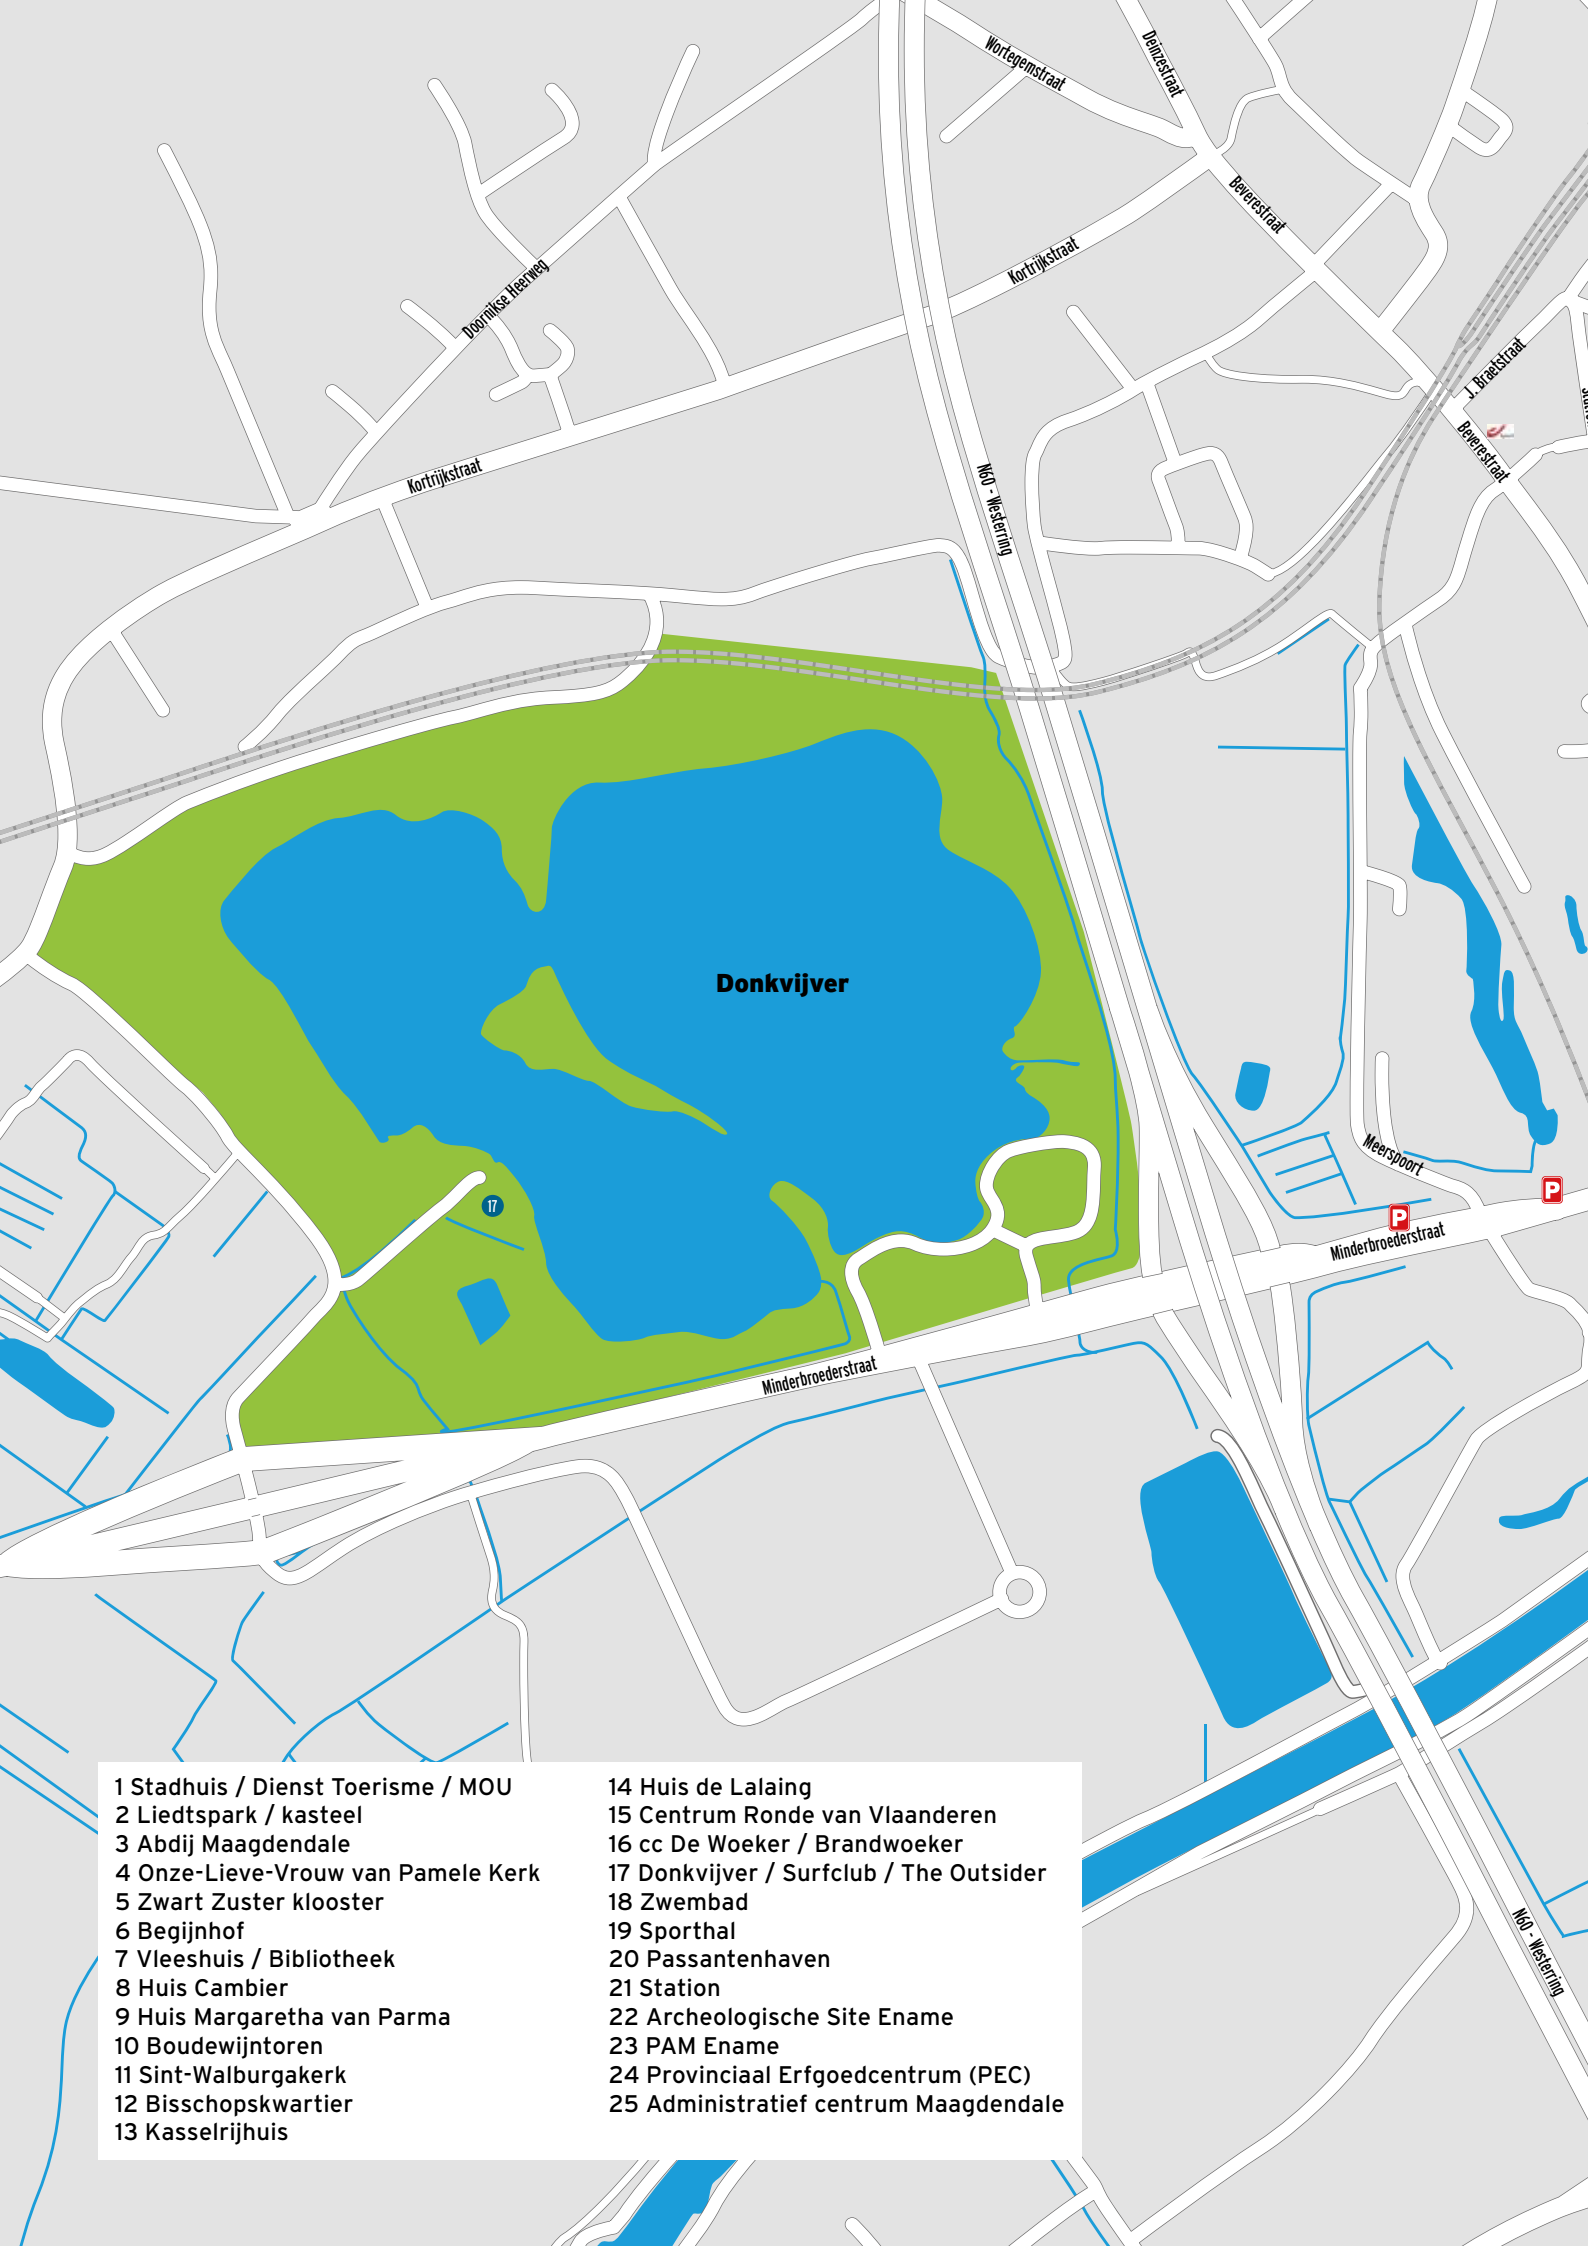 Wortegemstraat
Deinzestraat
Beverestraat
Kortrijkstraat
Doornikse Heerweg
J. Braetstraat
Beverestraat
Kortrijkstraat
N60 - Westerring
Donkvijver
Meerspoort
17
P
P
Minderbroederstraat
Minderbroederstraat
N60 - Westerring
1 Stadhuis / Dienst Toerisme / MOU
2 Liedtspark / kasteel
3 Abdij Maagdendale
4 Onze-Lieve-Vrouw van Pamele Kerk
5 Zwart Zuster klooster
6 Begijnhof
7 Vleeshuis / Bibliotheek
8 Huis Cambier
9 Huis Margaretha van Parma
10 Boudewijntoren
11 Sint-Walburgakerk
12 Bisschopskwartier
13 Kasselrijhuis
14 Huis de Lalaing
15 Centrum Ronde van Vlaanderen
16 cc De Woeker / Brandwoeker
17 Donkvijver / Surfclub / The Outsider
18 Zwembad
19 Sporthal
20 Passantenhaven
21 Station
22 Archeologische Site Ename
23 PAM Ename
24 Provinciaal Erfgoedcentrum (PEC)
25 Administratief centrum Maagdendale